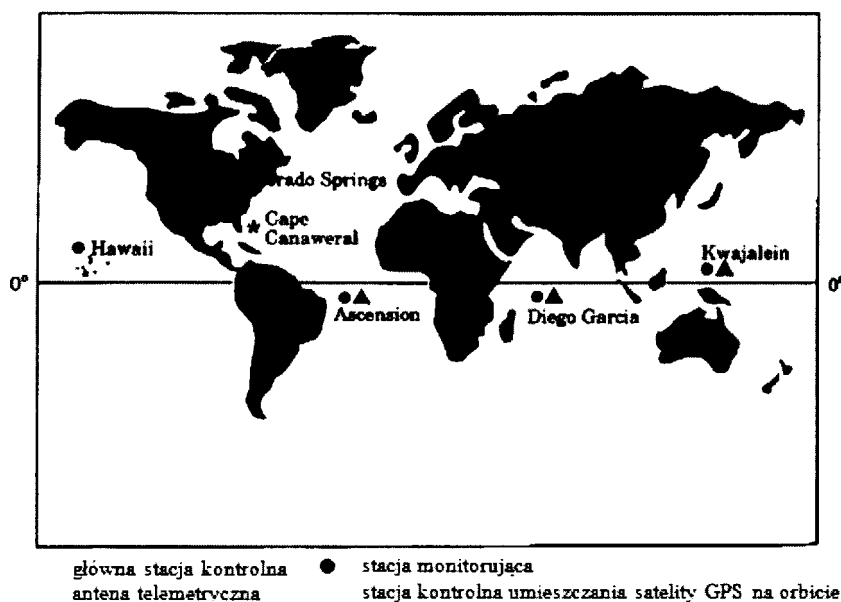 orado Springs
Cape
Canaweral
Hawaii
Kwajalein
0°
0°
Ascension
Diego Garcia
główna stacja kontrolna
stacja monitorująca
antena telemetryczna
stacja kontrolna umieszczania satelity GPS na orbicie